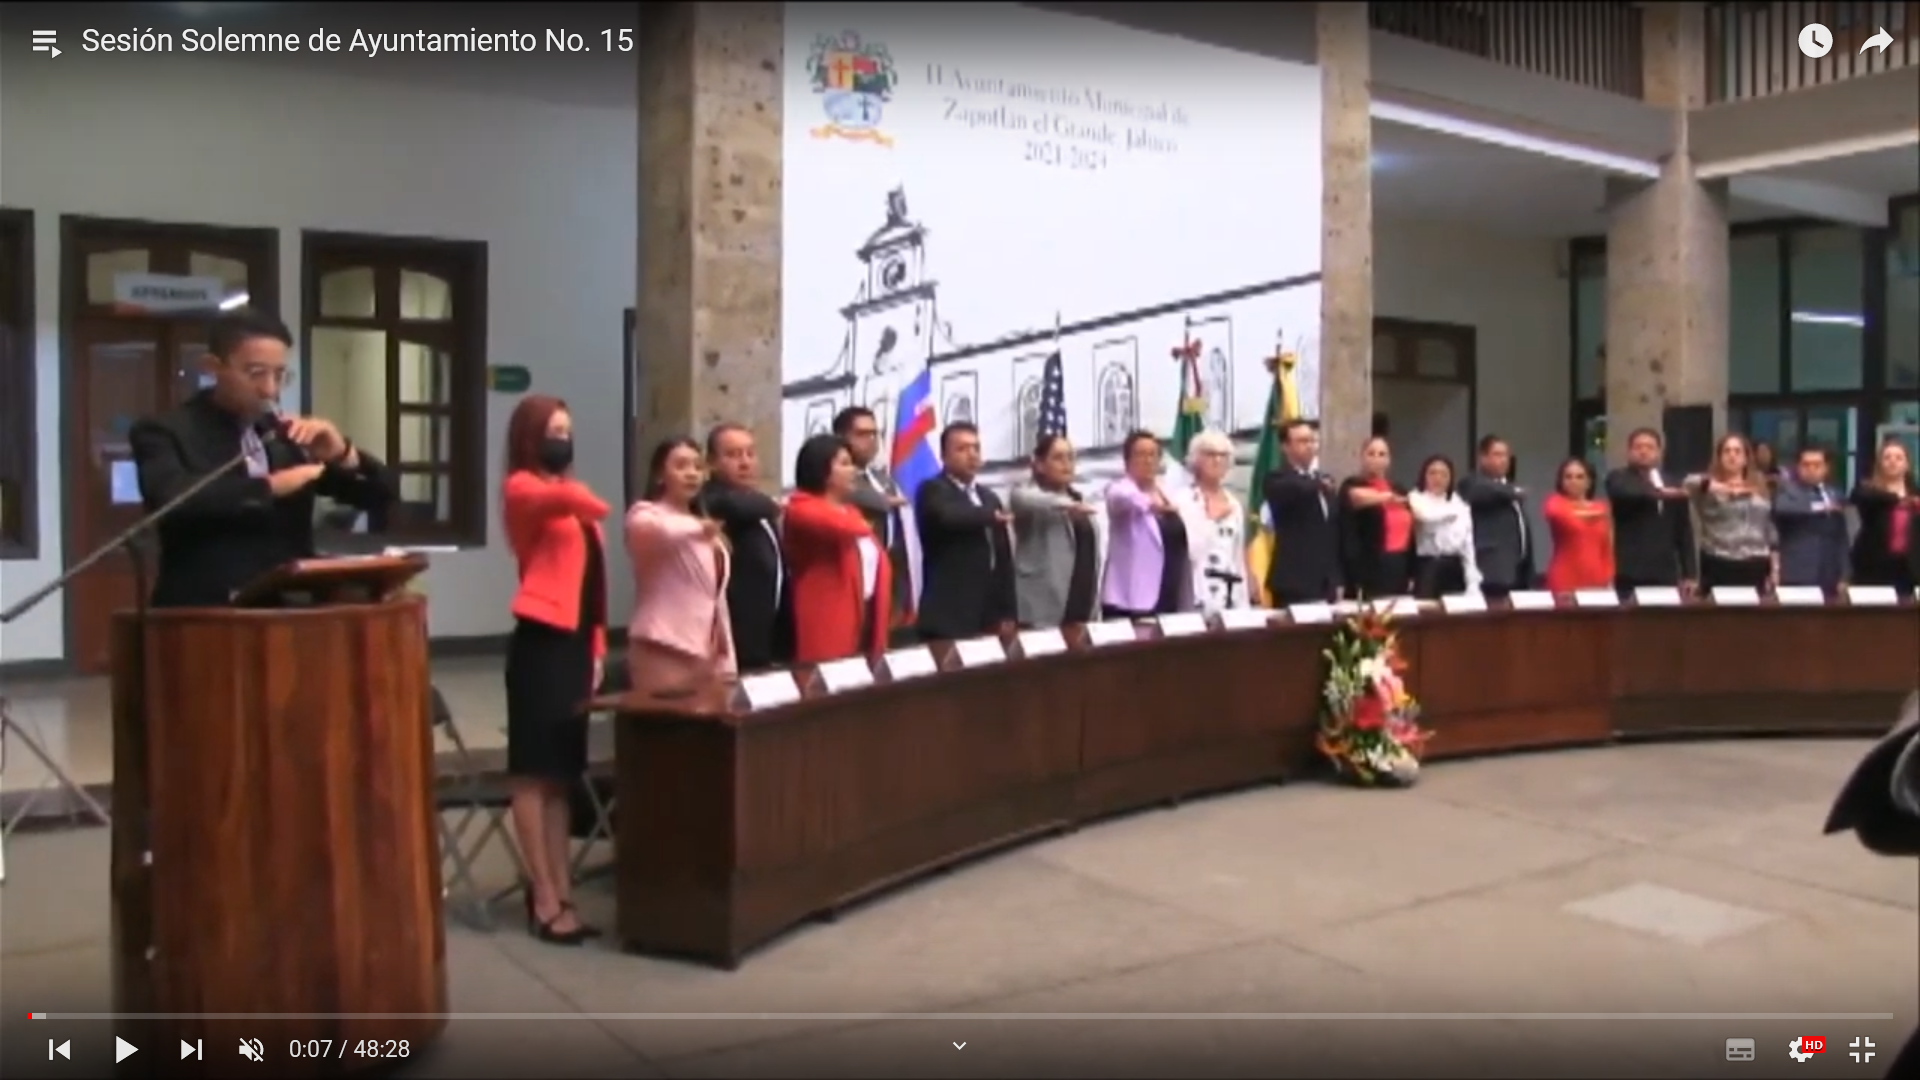 Sesión Solemne de Ayuntamiento No. 15
Ayuntamiento Municipal de
Zapotlán el Grande, Jalisco
2021-2024
0:07 / 48:28
HD